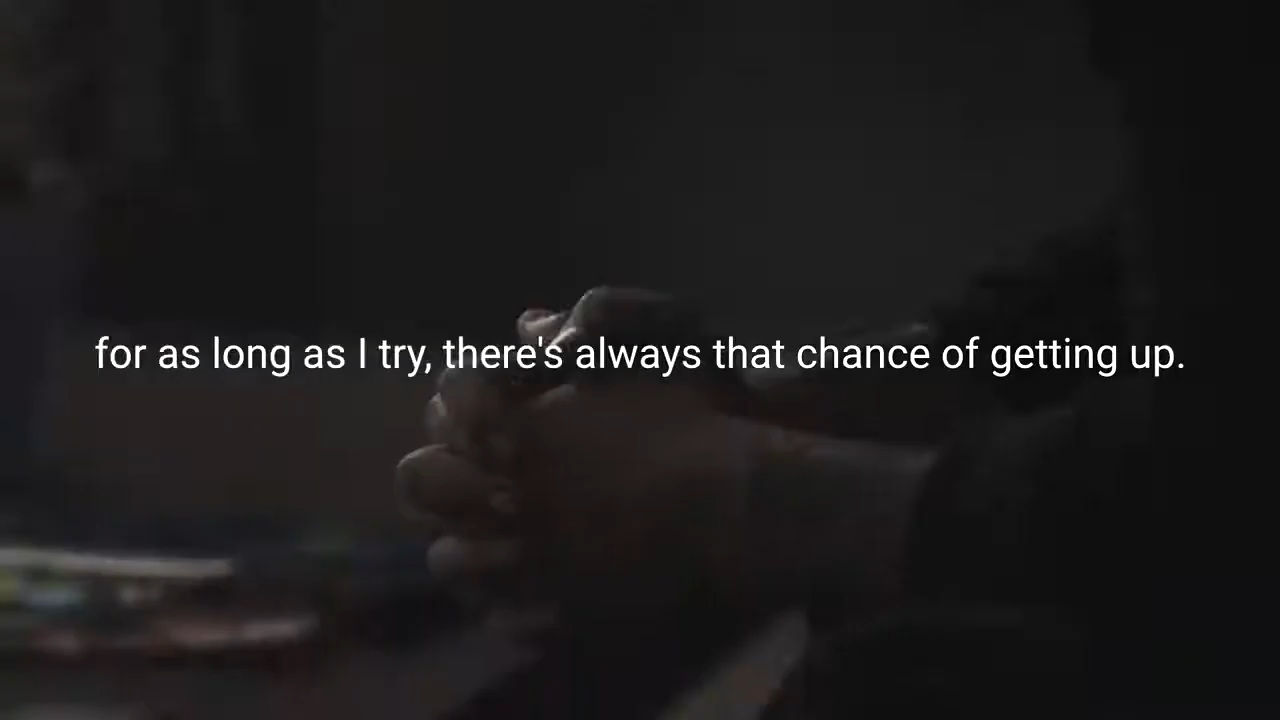 for as long as I try, there's always that chance of getting up.